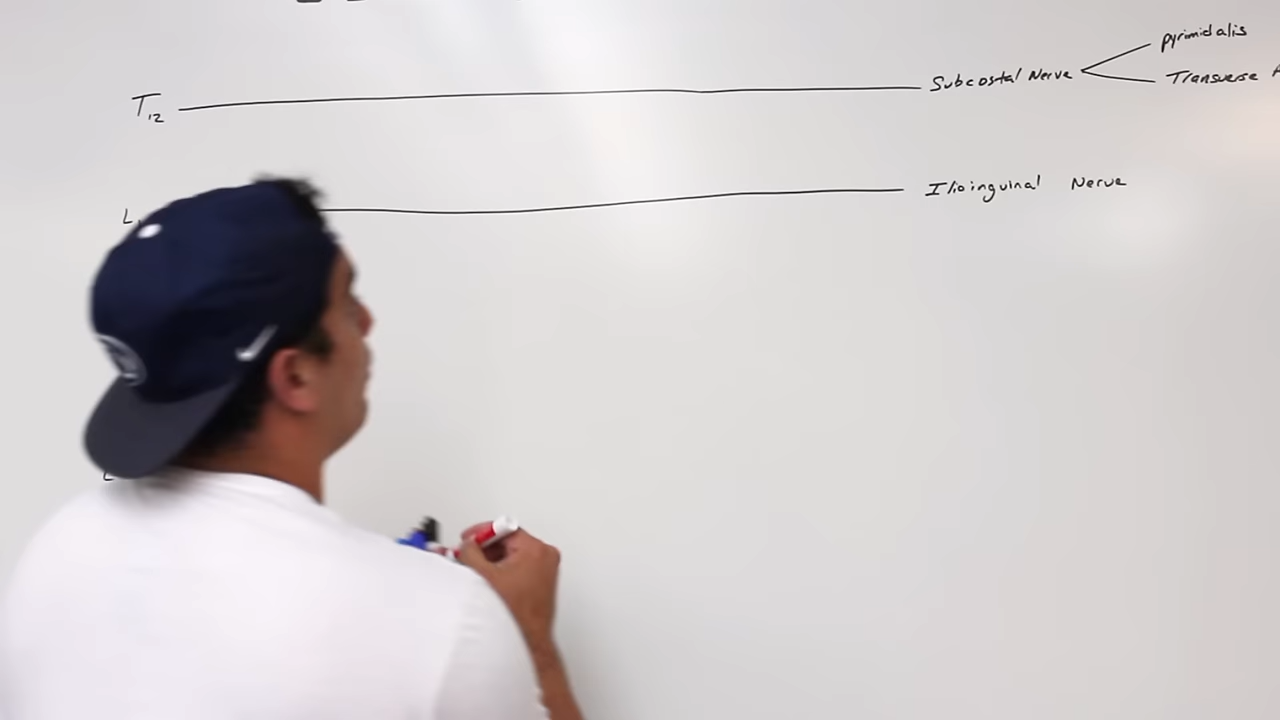 pyrimidalis
Subcostal Nerve
Transverse
T12
Ilioinguinal Nerve
L